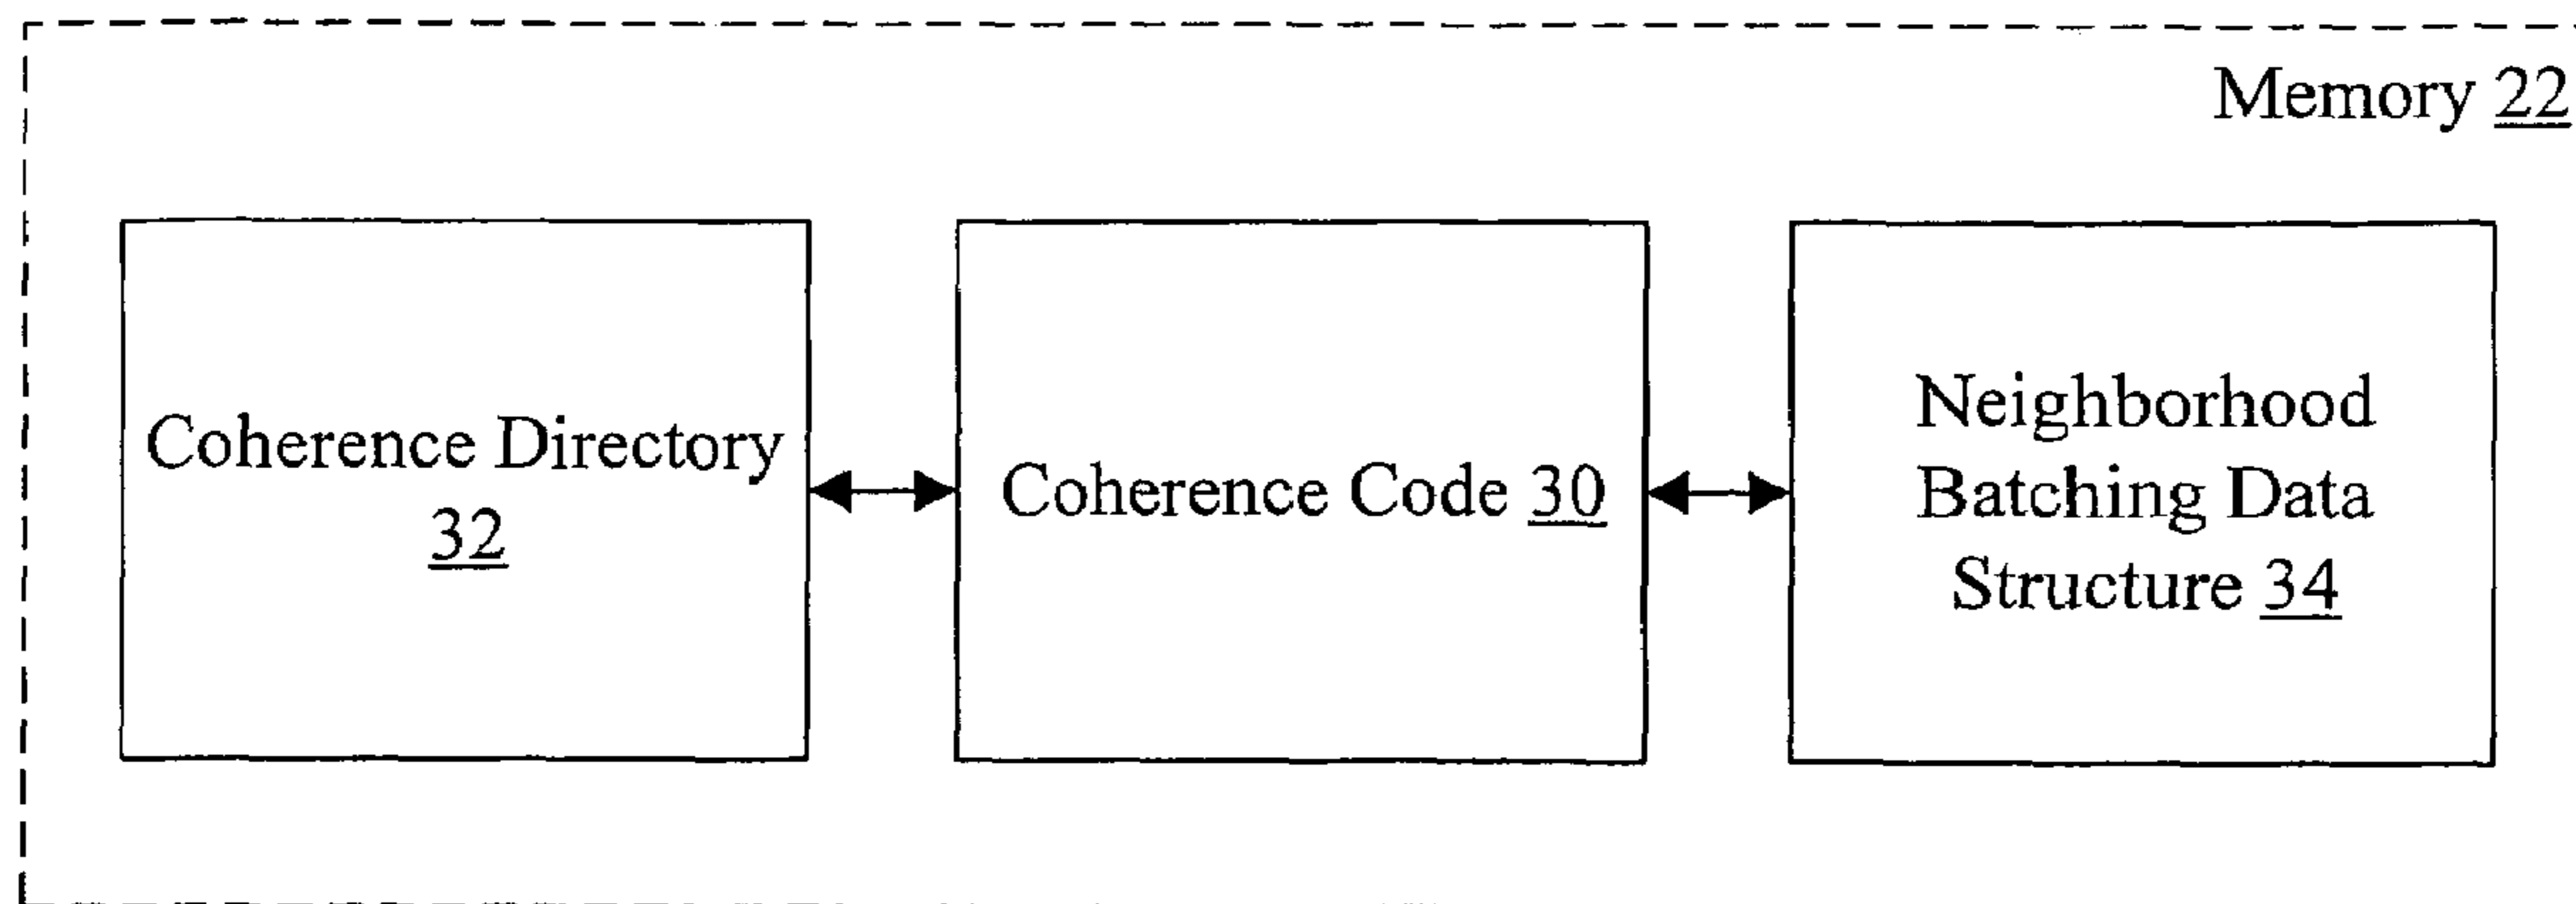 Memory 22
Coherence Directory
32
Coherence Code 30
Neighborhood
Batching Data
Structure 34